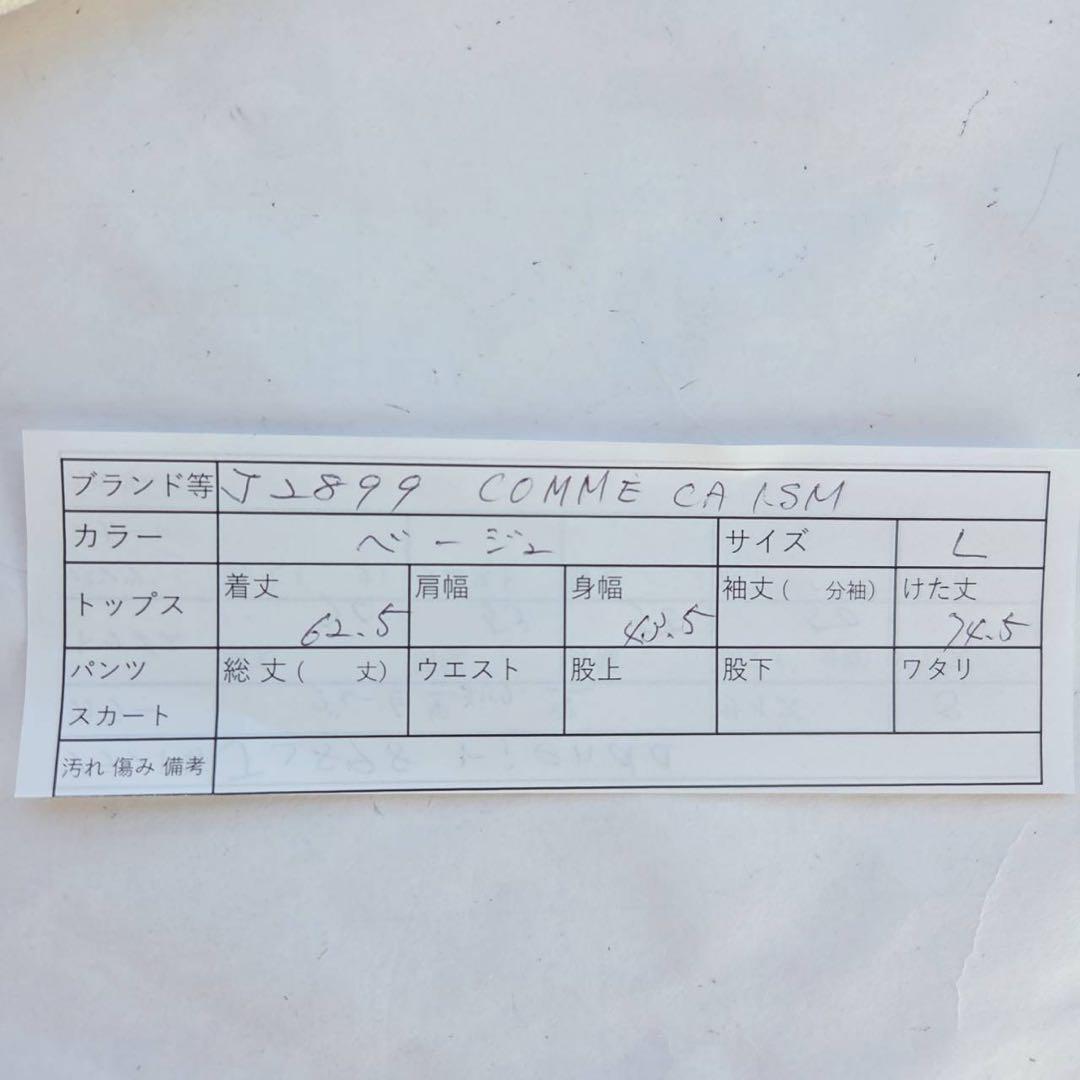 ブランド等 J2899 COMME CA ISM
カラー ベージュ サイズ L
トップス 着丈 62.5 肩幅 身幅 43.5 袖丈( 分袖) けた丈 74.5
パンツ スカート 総丈( 丈) ウエスト 股上 股下 ワタリ
汚れ 傷み 備考